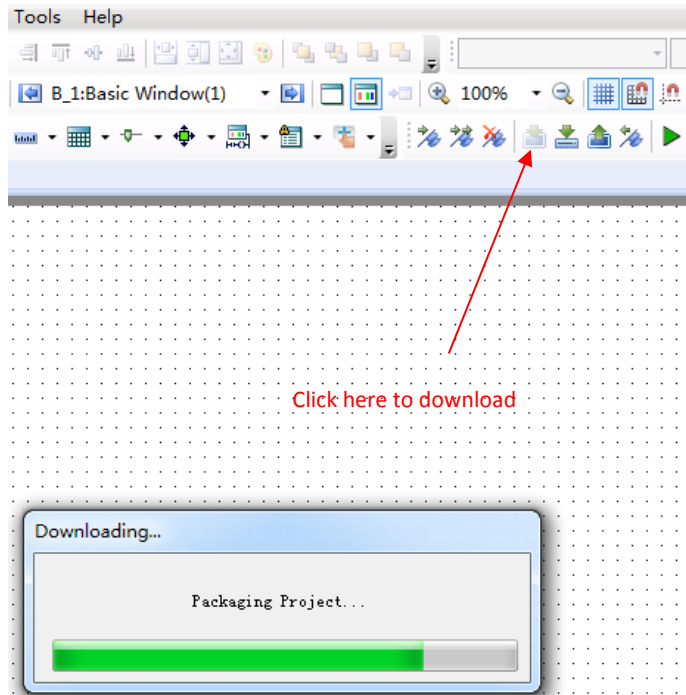 Tools Help
B_1:Basic Window(1) 100%
Click here to download
Downloading...
Packaging Project...